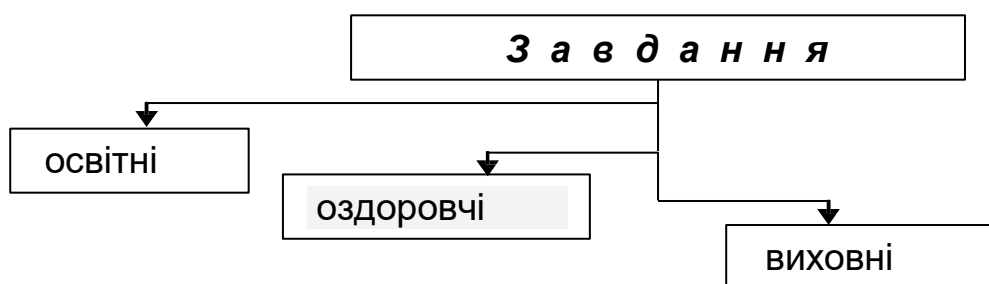 З а в д а н н я
освітні
оздоровчі
виховні